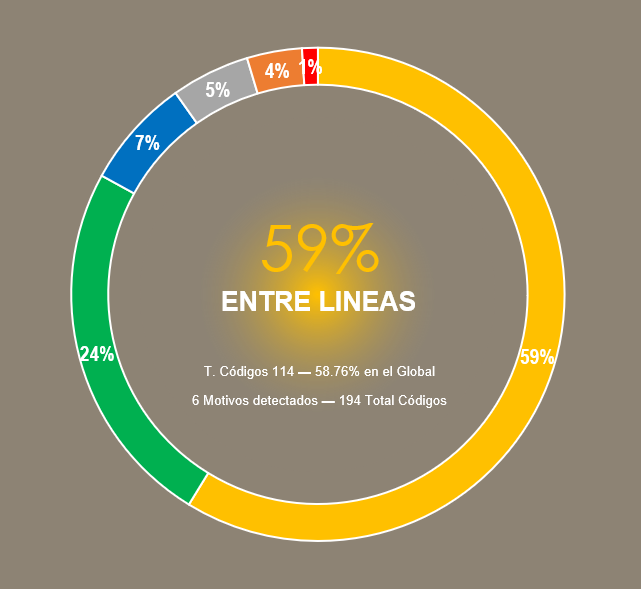 1%
4%
5%
7%
59%
ENTRE LINEAS
24%
59%
T. Códigos 114 — 58.76% en el Global
6 Motivos detectados — 194 Total Códigos